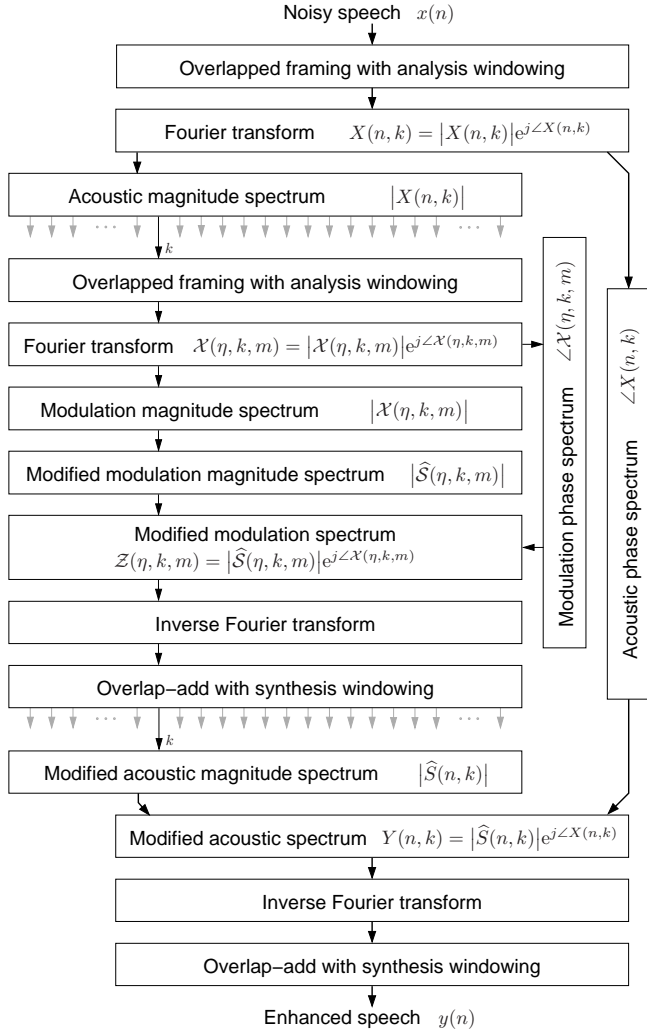 Noisy speech x(n)
Overlapped framing with analysis windowing
Fourier transform X(n, k) = |X(n, k)|e^{j∠X(n,k)}
Acoustic magnitude spectrum |X(n, k)|
... ...
k
Overlapped framing with analysis windowing
Fourier transform 𝒳(η, k, m) = |𝒳(η, k, m)|e^{j∠𝒳(η,k,m)}
Modulation magnitude spectrum |𝒳(η, k, m)|
Modified modulation magnitude spectrum |Ŝ(η, k, m)|
Modified modulation spectrum
𝒵(η, k, m) = |Ŝ(η, k, m)|e^{j∠𝒳(η,k,m)}
Modulation phase spectrum ∠𝒳(η, k, m)
Acoustic phase spectrum ∠X(n, k)
Inverse Fourier transform
Overlap−add with synthesis windowing
... ...
k
Modified acoustic magnitude spectrum |Ŝ(n, k)|
Modified acoustic spectrum Y(n, k) = |Ŝ(n, k)|e^{j∠X(n,k)}
Inverse Fourier transform
Overlap−add with synthesis windowing
Enhanced speech y(n)